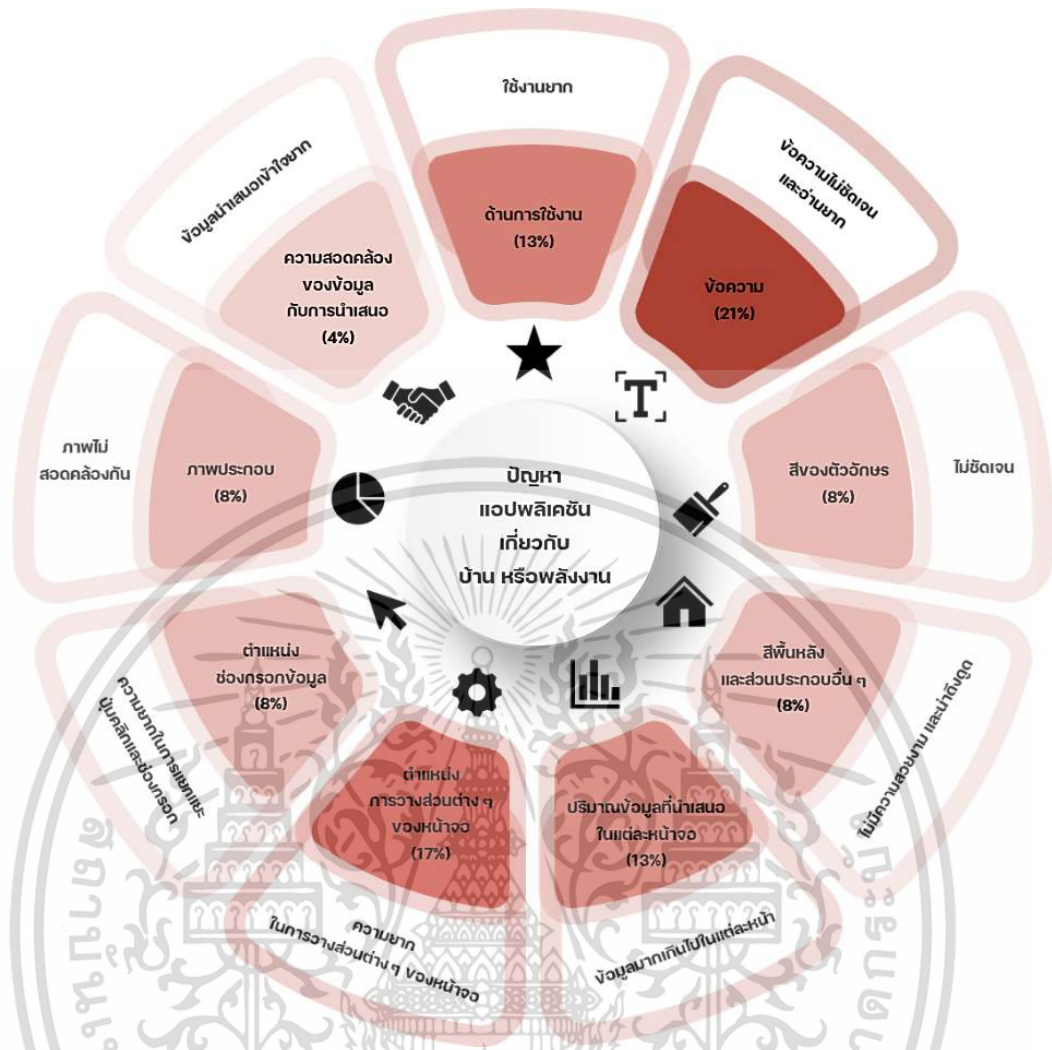 ใช้งานยาก
ด้านการใช้งาน
(13%)
ข้อความไม่ชัดเจน
และอ่านยาก
ข้อความ
(21%)
ไม่ชัดเจน
สีของตัวอักษร
(8%)
ไม่มีความสวยงาม และน่าดึงดูด
สีพื้นหลัง
และส่วนประกอบอื่น ๆ
(8%)
ข้อมูลมากเกินไปในแต่ละหน้า
ปริมาณข้อมูลที่นำเสนอ
ในแต่ละหน้าจอ
(13%)
ความยาก
ในการวางส่วนต่าง ๆ ของหน้าจอ
ตำแหน่ง
การวางส่วนต่าง ๆ
ของหน้าจอ
(17%)
ความยากในการแยกแยะ
ปุ่มคลิกและช่องกรอก
ตำแหน่ง
ช่องกรอกข้อมูล
(8%)
ภาพไม่
สอดคล้องกัน
ภาพประกอบ
(8%)
ข้อมูลนำเสนอเข้าใจยาก
ความสอดคล้อง
ของข้อมูล
กับการนำเสนอ
(4%)
ปัญหา
แอปพลิเคชัน
เกี่ยวกับ
บ้าน หรือพลังงาน
T